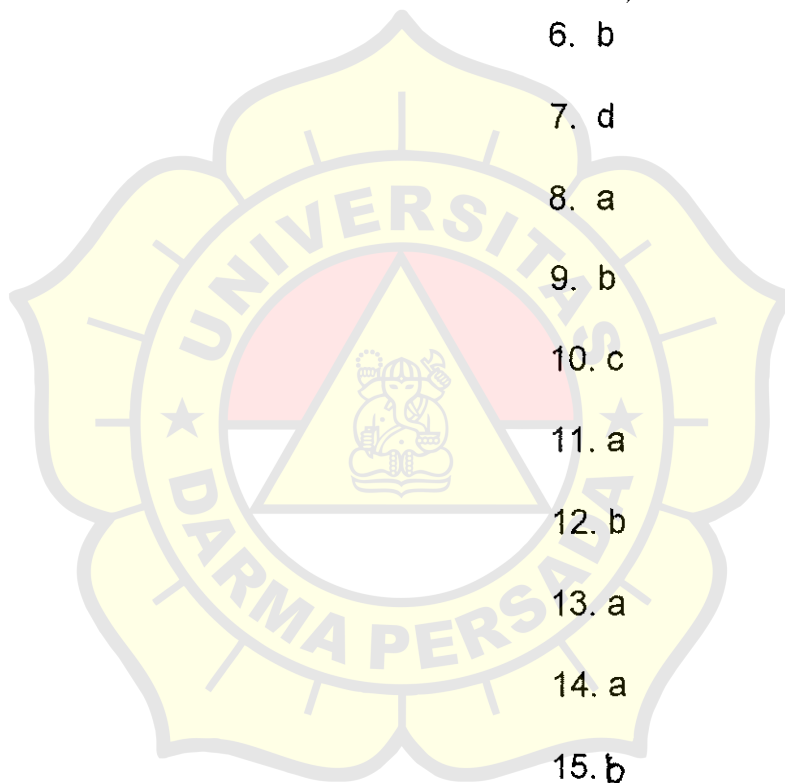 6. b
7. d
8. a
9. b
10. c
11. a
12. b
13. a
14. a
15. b
UNIVERSITAS
DARMA PERSADA